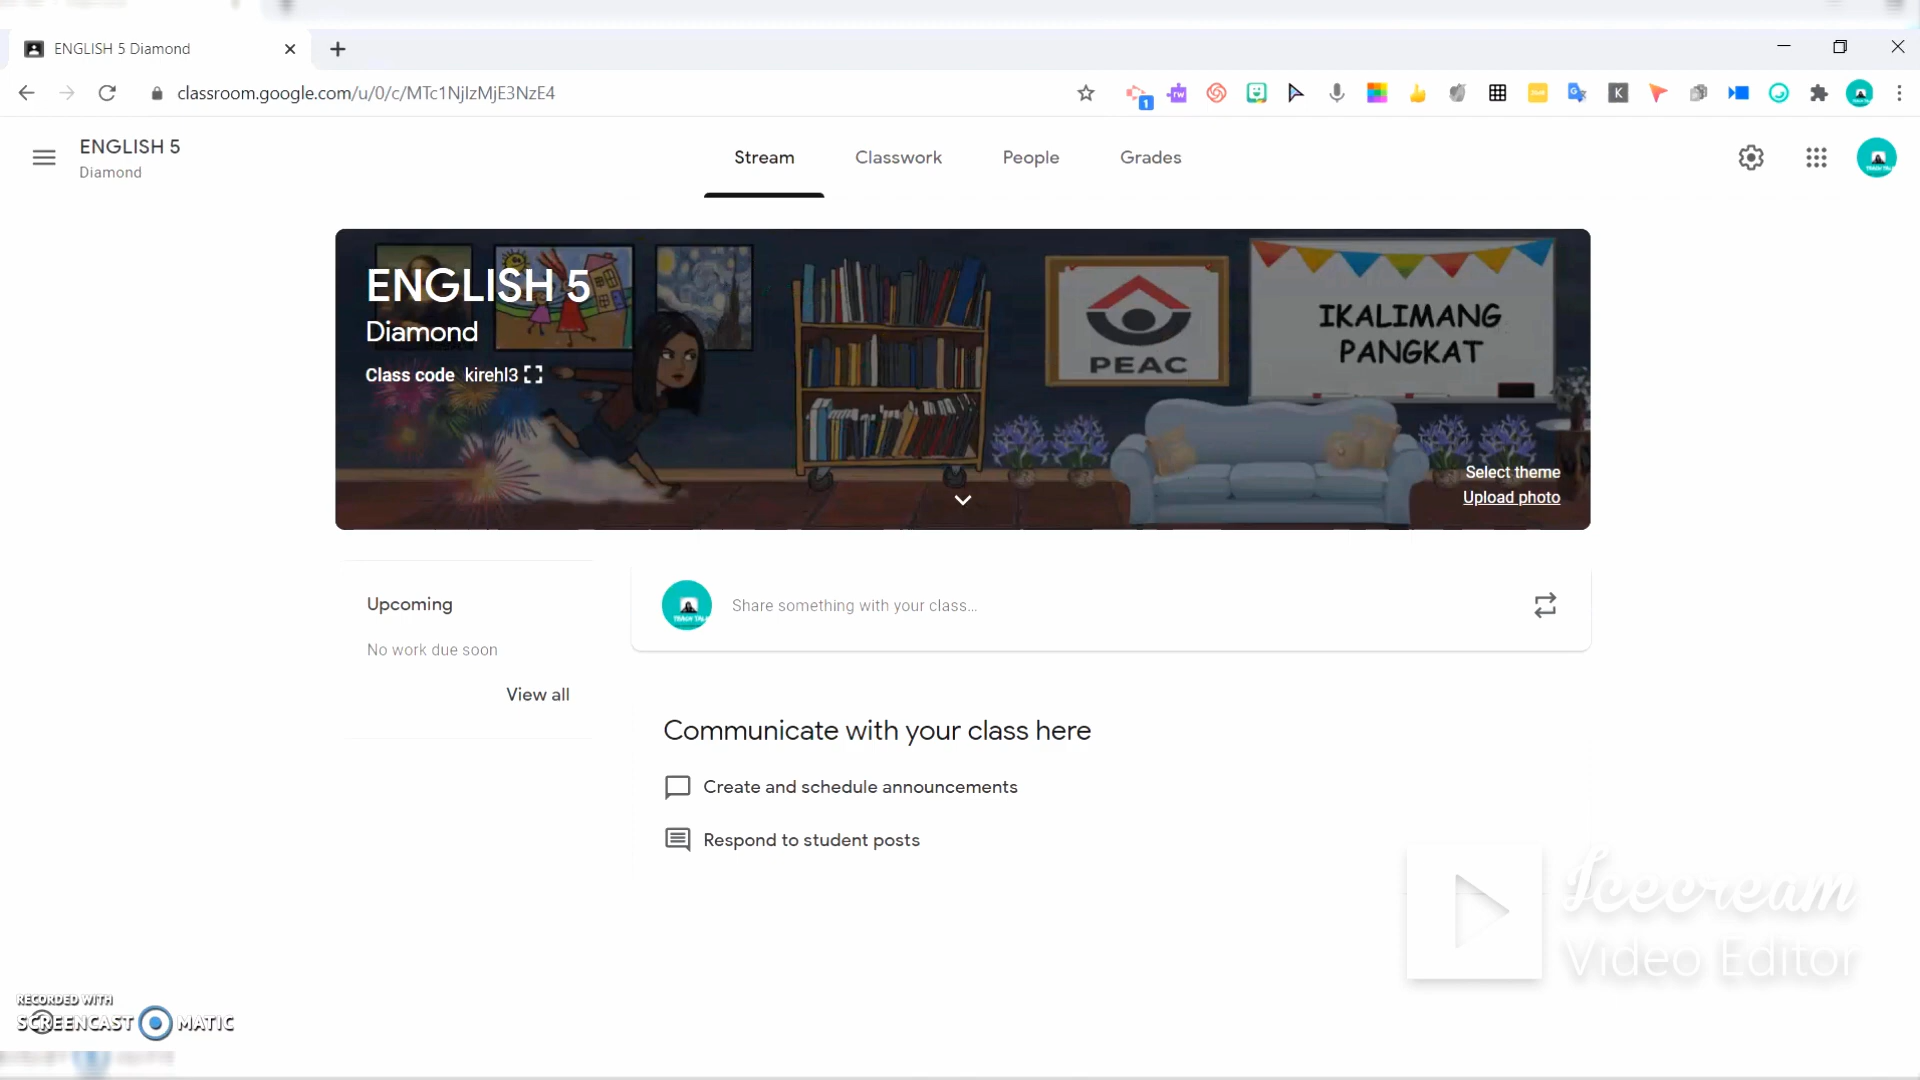 ENGLISH 5 Diamond
classroom.google.com/u/0/c/MTc1NjIzMjE3NzE4
1
rw
K
ENGLISH 5
Diamond
Stream
Classwork
People
Grades
ENGLISH 5
Diamond
Class code kirehl3
PEAC
IKALIMANG
PANGKAT
Select theme
Upload photo
Upcoming
No work due soon
View all
Share something with your class...
Communicate with your class here
Create and schedule announcements
Respond to student posts
Icecream
Video Editor
RECORDED WITH
SCREENCAST MATIC